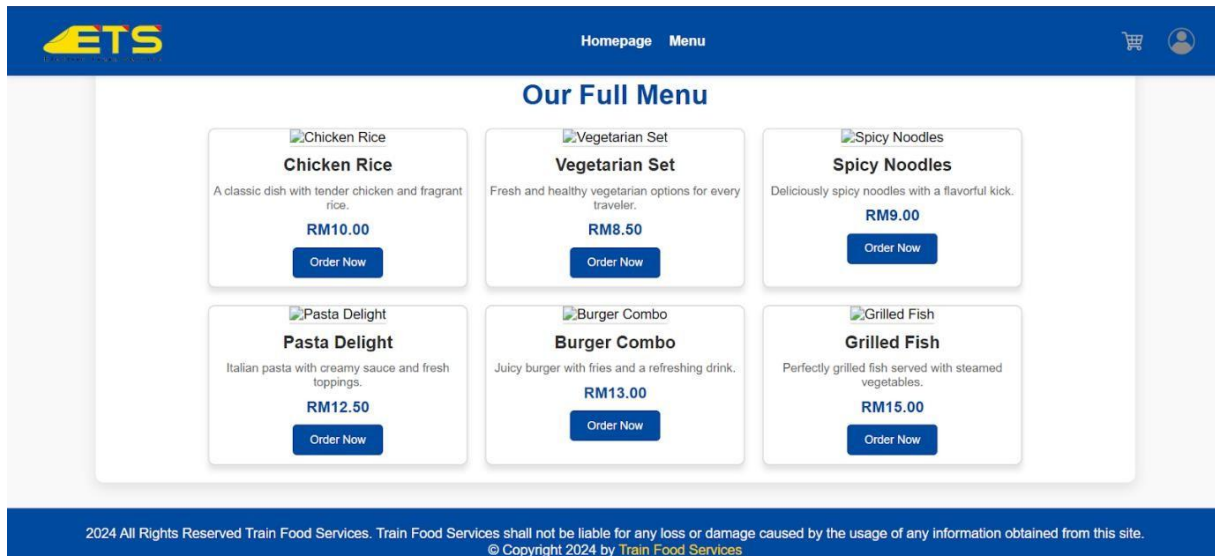 ETS
Homepage Menu
Our Full Menu
Chicken Rice
Chicken Rice
A classic dish with tender chicken and fragrant
rice.
RM10.00
Order Now
Vegetarian Set
Vegetarian Set
Fresh and healthy vegetarian options for every
traveler.
RM8.50
Order Now
Spicy Noodles
Spicy Noodles
Deliciously spicy noodles with a flavorful kick.
RM9.00
Order Now
Pasta Delight
Pasta Delight
Italian pasta with creamy sauce and fresh
toppings.
RM12.50
Order Now
Burger Combo
Burger Combo
Juicy burger with fries and a refreshing drink.
RM13.00
Order Now
Grilled Fish
Grilled Fish
Perfectly grilled fish served with steamed
vegetables.
RM15.00
Order Now
2024 All Rights Reserved Train Food Services. Train Food Services shall not be liable for any loss or damage caused by the usage of any information obtained from this site.
© Copyright 2024 by Train Food Services